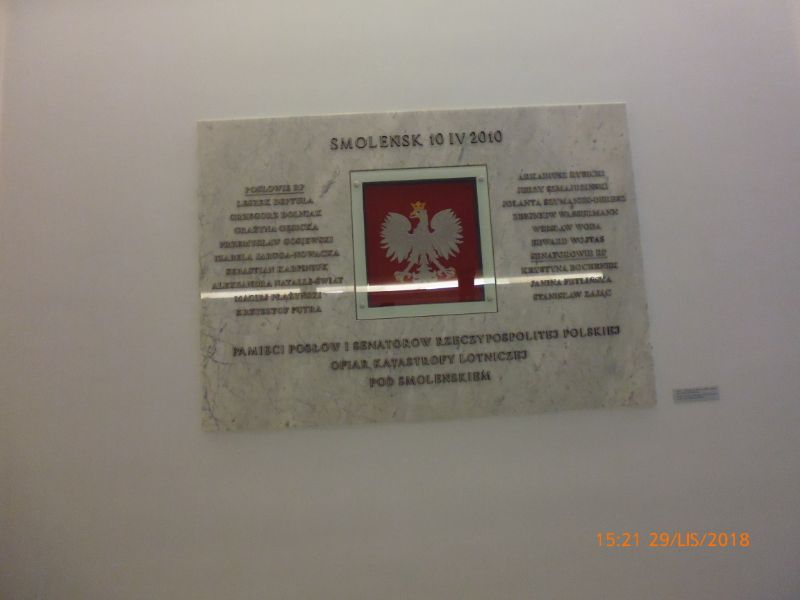 SMOLEŃSK 10 IV 2010
POSŁOWIE RP
LESZEK DEPTUŁA
GRZEGORZ DOLNIAK
GRAŻYNA GĘSICKA
PRZEMYSŁAW GOSIEWSKI
IZABELA JARUGA-NOWACKA
SEBASTIAN KARPINIUK
ALEKSANDRA NATALLI-ŚWIAT
MACIEJ PŁAŻYŃSKI
KRZYSZTOF PUTRA
ARKADIUSZ RYBICKI
JERZY SZMAJDZIŃSKI
JOLANTA SZYMANEK-DERESZ
ZBIGNIEW WASSERMANN
WIESŁAW WODA
EDWARD WOJTAS
SENATOROWIE RP
KRYSTYNA BOCHENEK
JANINA FETLIŃSKA
STANISŁAW ZAJĄC
PAMIĘCI POSŁÓW I SENATORÓW RZECZYPOSPOLITEJ POLSKIEJ
OFIAR KATASTROFY LOTNICZEJ
POD SMOLEŃSKIEM
15:21 29/LIS/2018